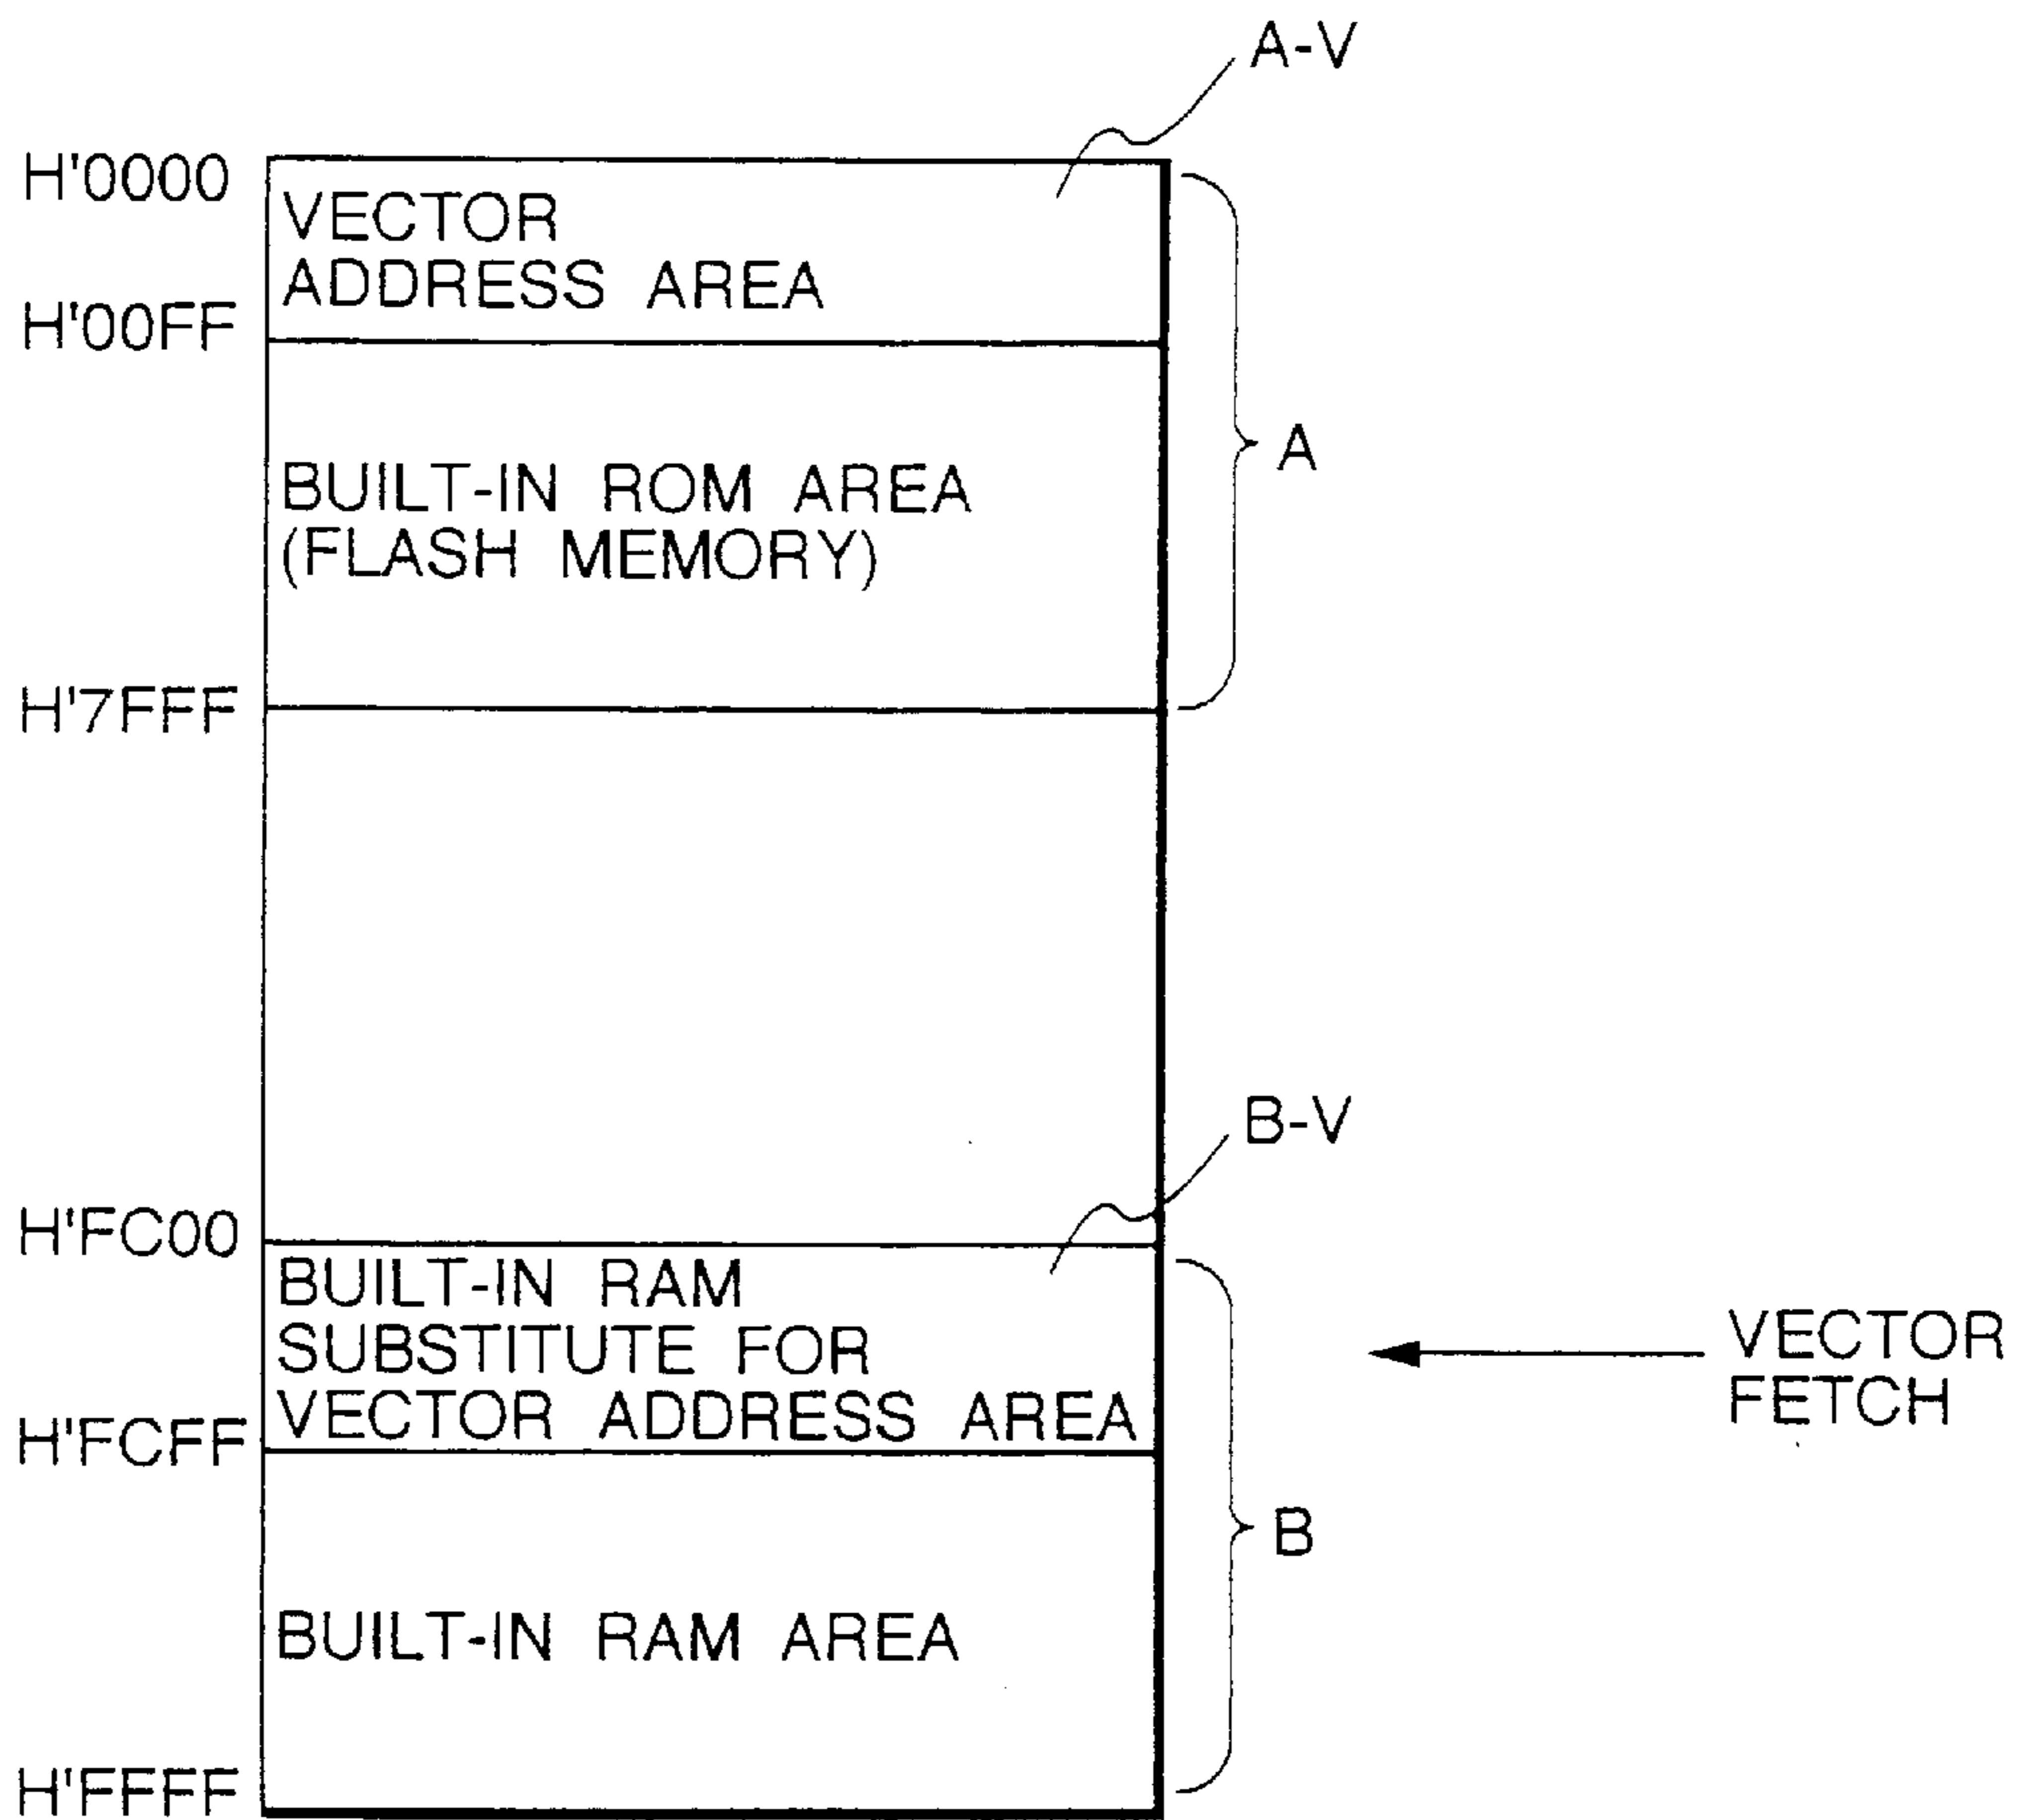 A-V
H'0000
VECTOR
ADDRESS AREA
H'00FF
A
BUILT-IN ROM AREA
(FLASH MEMORY)
H'7FFF
B-V
H'FC00
BUILT-IN RAM
SUBSTITUTE FOR
VECTOR ADDRESS AREA
VECTOR
FETCH
H'FCFF
B
BUILT-IN RAM AREA
H'FFFF